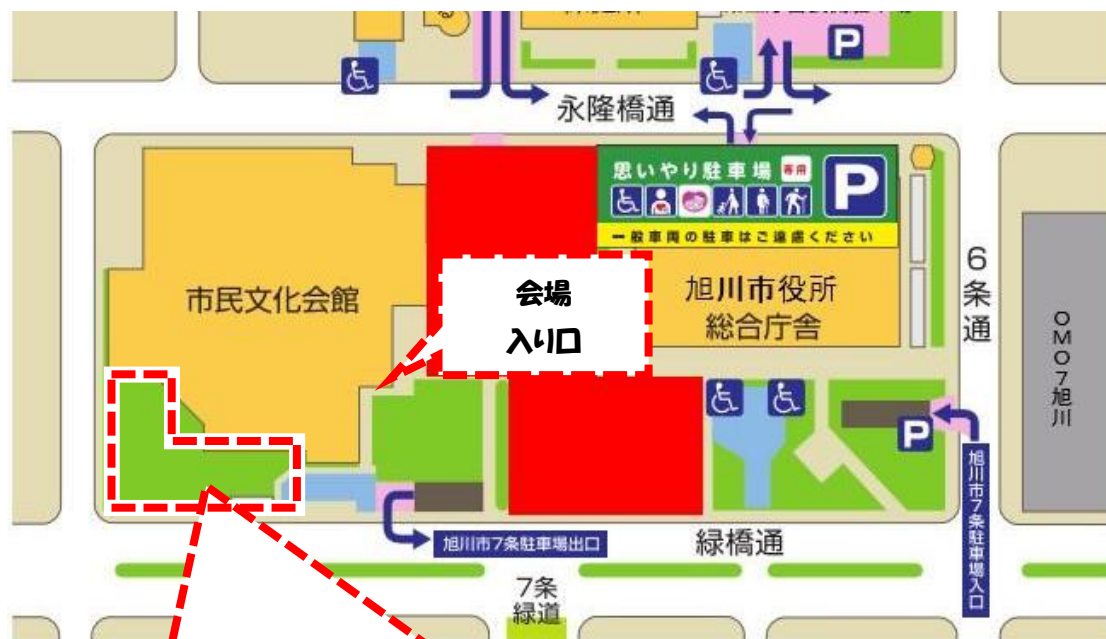 P
永隆橋通
思いやり駐車場 専用
P
一般車両の駐車はご遠慮ください
会場
入り口
市民文化会館
旭川市役所
総合庁舎
6条通
OMO7旭川
P
旭川市7条駐車場入口
旭川市7条駐車場出口
緑橋通
7条
緑道